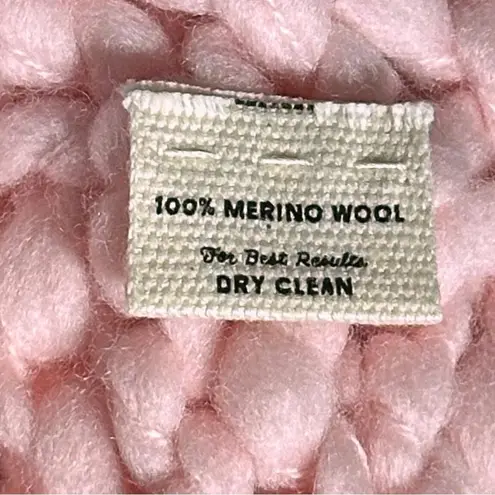 100% MERINO WOOL
For Best Results
DRY CLEAN